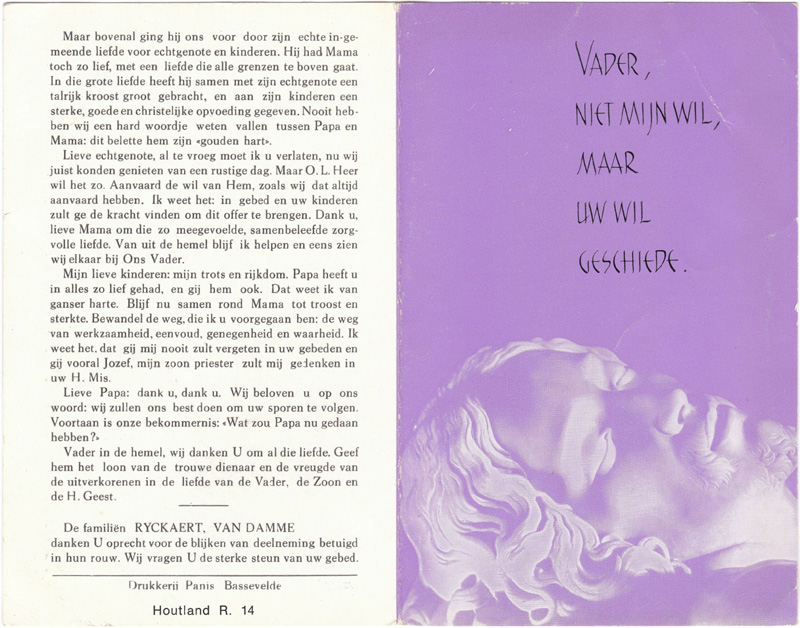 Maar bovenal ging hij ons voor door zijn echte in-
gemeende liefde voor echtgenote en kinderen. Hij had Mama
toch zo lief, met een liefde die alle grenzen te boven gaat.
In die grote liefde heeft hij samen met zijn echtgenote een
talrijk kroost groot gebracht, en aan zijn kinderen een
sterke, goede en christelijke opvoeding gegeven. Nooit heb-
ben wij een hard woordje weten vallen tussen Papa en
Mama: dit belette hem zijn «gouden hart».
Lieve echtgenote, al te vroeg moet ik u verlaten, nu wij
juist konden genieten van een rustige dag. Maar O. L. Heer
wil het zo. Aanvaard de wil van Hem, zoals wij dat altijd
aanvaard hebben. Ik weet het: in gebed en uw kinderen
zult ge de kracht vinden om dit offer te brengen. Dank u,
lieve Mama om die zo meegevoelde, samenbeleefde zorg-
volle liefde. Van uit de hemel blijf ik helpen en eens zien
wij elkaar bij Ons Vader.
Mijn lieve kinderen: mijn trots en rijkdom. Papa heeft u
in alles zo lief gehad, en gij hem ook. Dat weet ik van
ganser harte. Blijf nu samen rond Mama tot troost en
sterkte. Bewandel de weg, die ik u voorgegaan ben: de weg
van werkzaamheid, eenvoud, genegenheid en waarheid. Ik
weet het. dat gij mij nooit zult vergeten in uw gebeden en
gij vooral Jozef, mijn zoon priester zult mij gedenken in
uw H. Mis.
Lieve Papa: dank u, dank u. Wij beloven u op ons
woord: wij zullen ons best doen om uw sporen te volgen.
Voortaan is onze bekommernis: «Wat zou Papa nu gedaan
hebben?»
Vader in de hemel, wij danken U om al die liefde. Geef
hem het loon van de trouwe dienaar en de vreugde van
de uitverkorenen in de liefde van de Vader, de Zoon en
de H. Geest.
De familiën RYCKAERT, VAN DAMME
danken U oprecht voor de blijken van deelneming betuigd
in hun rouw. Wij vragen U de sterke steun van uw gebed.
Drukkerij Panis Bassevelde
Houtland R. 14
VADER,
NIET MIJN WIL,
MAAR
UW WIL
GESCHIEDE.